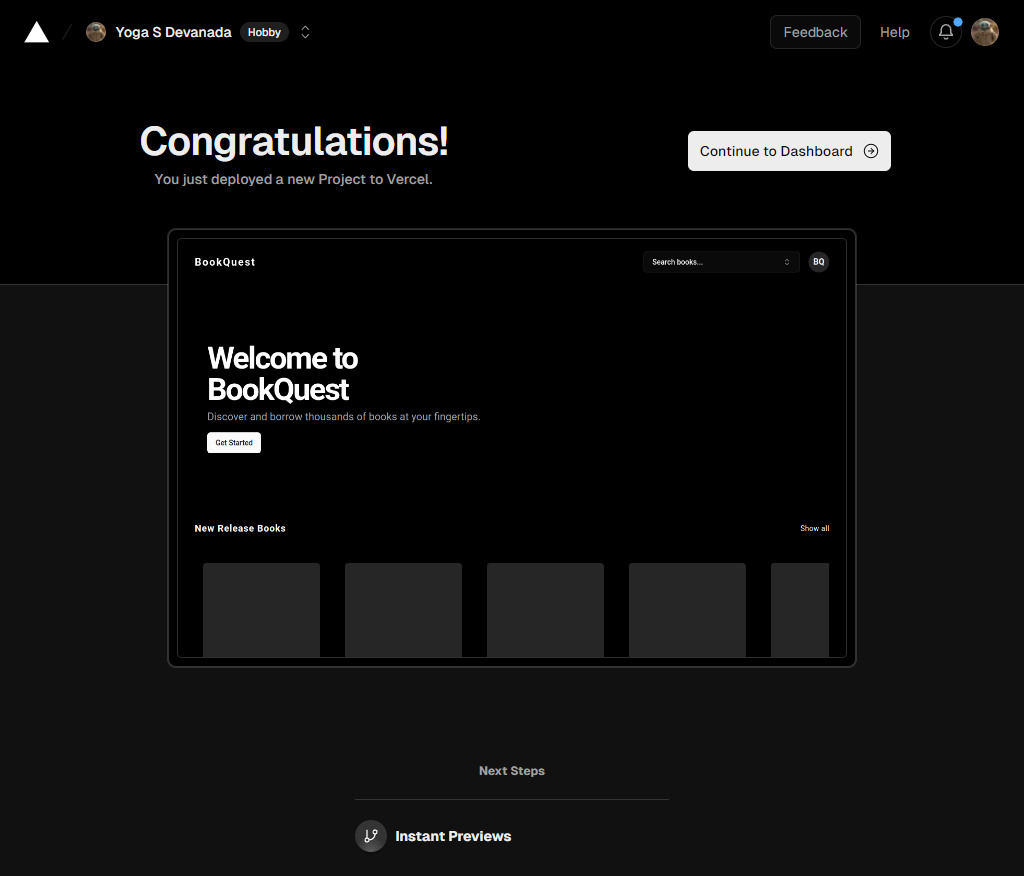 Yoga S Devanada Hobby Feedback Help
Congratulations!
You just deployed a new Project to Vercel.
Continue to Dashboard
BookQuest Search books... BQ
Welcome to
BookQuest
Discover and borrow thousands of books at your fingertips.
Get Started
New Release Books Show all
Next Steps
Instant Previews